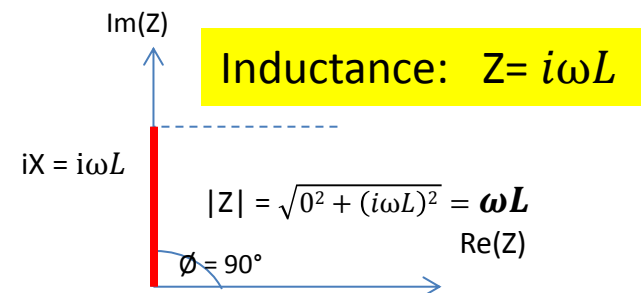 Im(Z)
Inductance: Z= 𝑖ω𝐿
iX = iω𝐿
|Z| = √(0² + (𝑖ω𝐿)²) = 𝝎𝑳
Re(Z)
Ø = 90°